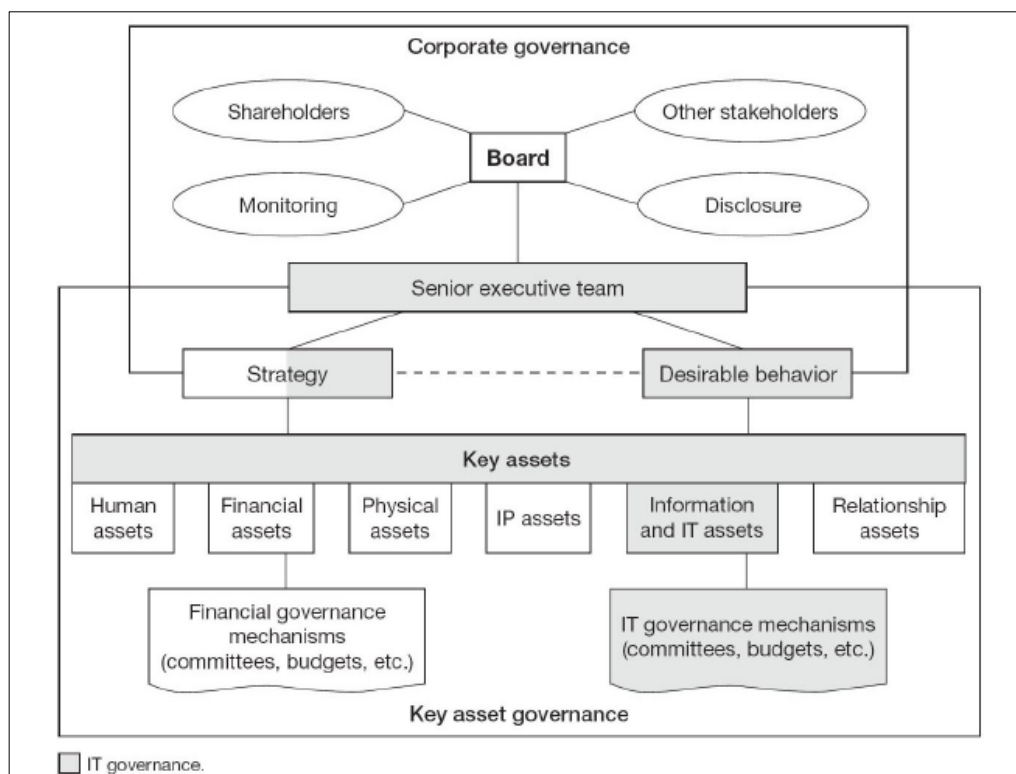 Corporate governance
Shareholders
Other stakeholders
Board
Monitoring
Disclosure
Senior executive team
Strategy
Desirable behavior
Key assets
Human
assets
Financial
assets
Physical
assets
IP assets
Information
and IT assets
Relationship
assets
Financial governance
mechanisms
(committees, budgets, etc.)
IT governance mechanisms
(committees, budgets, etc.)
Key asset governance
IT governance.